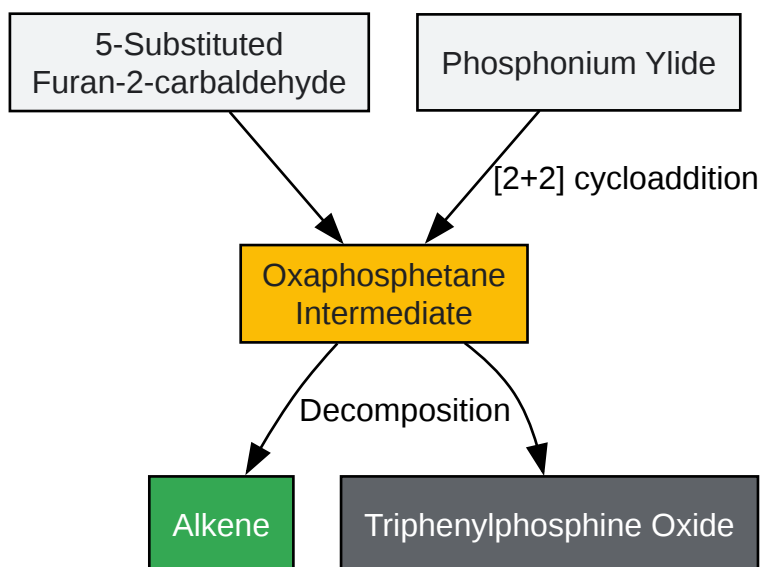 5-Substituted
Furan-2-carbaldehyde
Phosphonium Ylide
[2+2] cycloaddition
Oxaphosphetane
Intermediate
Decomposition
Alkene
Triphenylphosphine Oxide